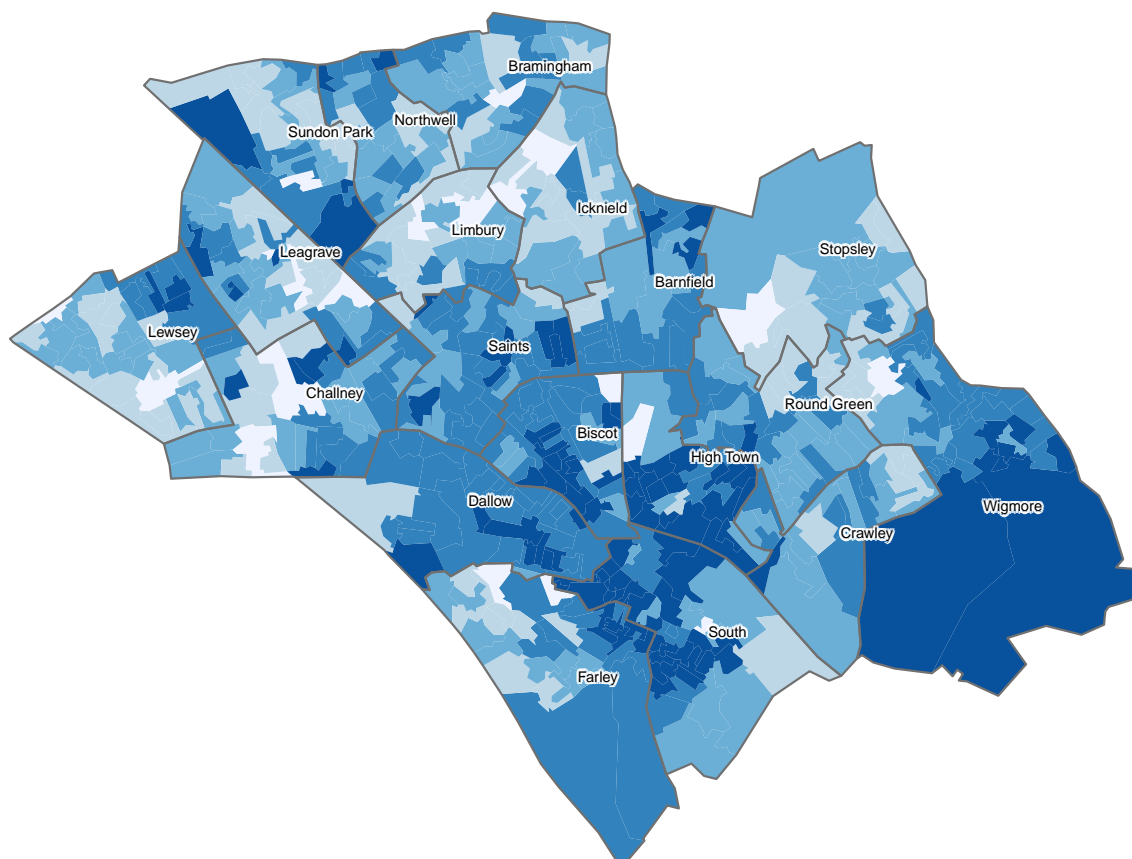 Bramingham
Northwell
Sundon Park
Icknield
Limbury
Stopsley
Leagrave
Barnfield
Lewsey
Saints
Challney
Round Green
Biscot
High Town
Dallow
Wigmore
Crawley
South
Farley